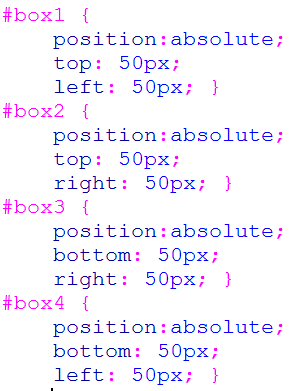 #box1 {
    position:absolute;
    top: 50px;
    left: 50px; }
#box2 {
    position:absolute;
    top: 50px;
    right: 50px; }
#box3 {
    position:absolute;
    bottom: 50px;
    right: 50px; }
#box4 {
    position:absolute;
    bottom: 50px;
    left: 50px; }